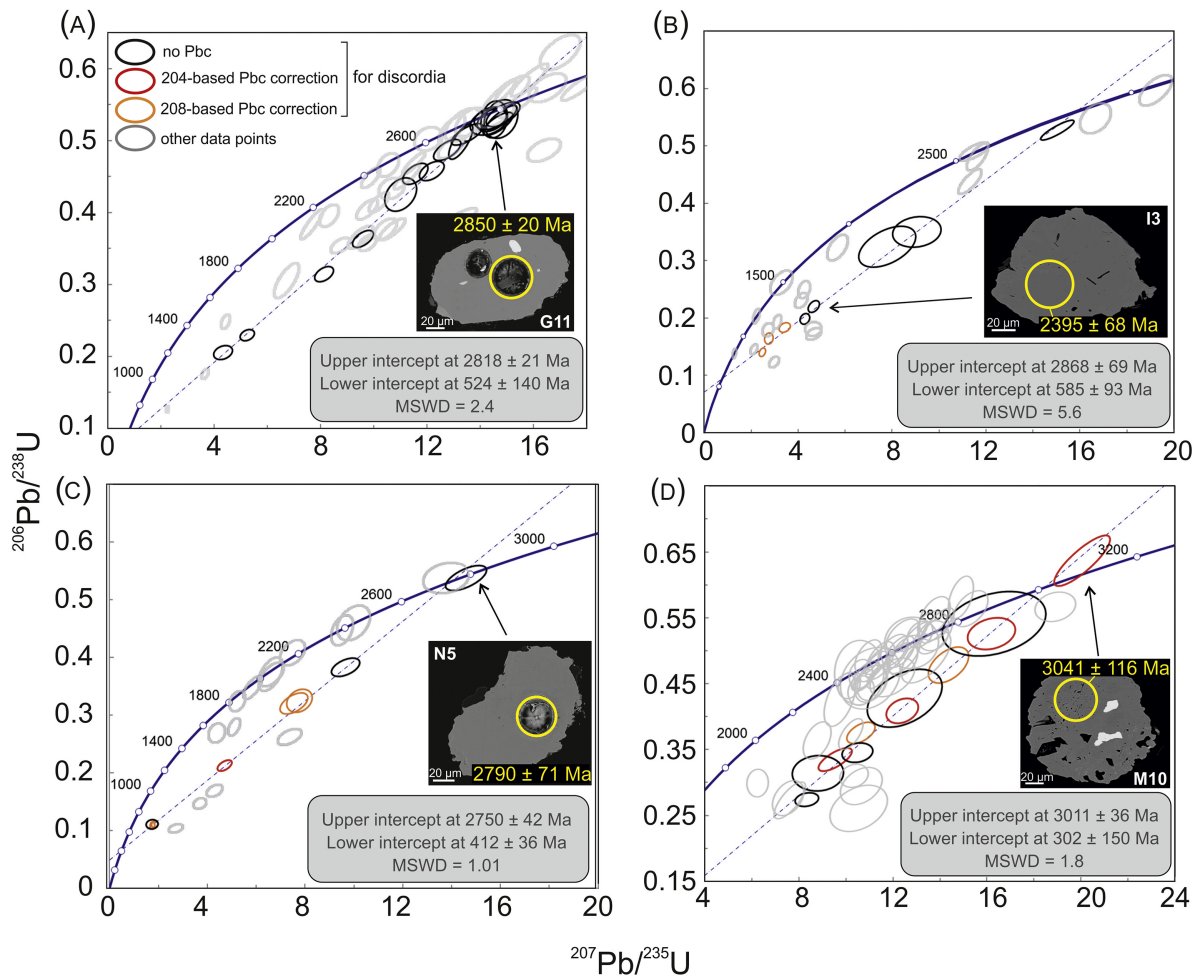 (A)
no Pbc
204-based Pbc correction
208-based Pbc correction
for discordia
other data points
0.6
0.5
0.4
0.3
0.2
0.1
0
4
8
12
16
1000
1400
1800
2200
2600
2850 ± 20 Ma
20 µm
G11
Upper intercept at 2818 ± 21 Ma
Lower intercept at 524 ± 140 Ma
MSWD = 2.4
(B)
0.6
0.5
0.4
0.3
0.2
0.1
0
0
4
8
12
16
20
1500
2500
I3
2395 ± 68 Ma
20 µm
Upper intercept at 2868 ± 69 Ma
Lower intercept at 585 ± 93 Ma
MSWD = 5.6
206Pb/238U
(C)
0.6
0.5
0.4
0.3
0.2
0.1
0
0
4
8
12
16
20
1000
1400
1800
2200
2600
3000
N5
20 µm
2790 ± 71 Ma
Upper intercept at 2750 ± 42 Ma
Lower intercept at 412 ± 36 Ma
MSWD = 1.01
(D)
0.65
0.55
0.45
0.35
0.25
0.15
4
8
12
16
20
24
2000
2400
2800
3200
3041 ± 116 Ma
20 µm
M10
Upper intercept at 3011 ± 36 Ma
Lower intercept at 302 ± 150 Ma
MSWD = 1.8
207Pb/235U